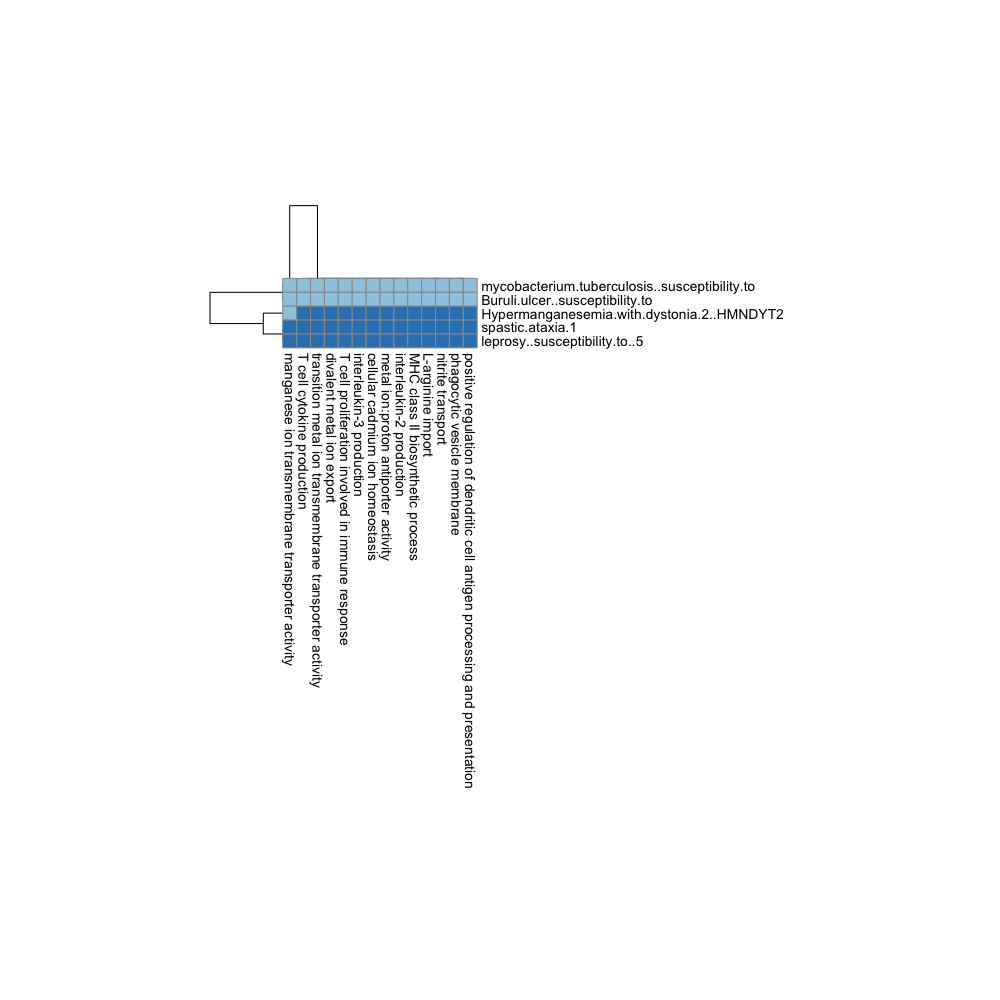 mycobacterium.tuberculosis..susceptibility.to
Buruli.ulcer..susceptibility.to
Hypermanganesemia.with.dystonia.2..HMNDYT2
spastic.ataxia.1
leprosy..susceptibility.to..5
manganese ion transmembrane transporter activity
T cell cytokine production
transition metal ion transmembrane transporter activity
divalent metal ion export
T cell proliferation involved in immune response
interleukin-3 production
cellular cadmium ion homeostasis
metal ion:proton antiporter activity
interleukin-2 production
MHC class II biosynthetic process
L-arginine import
nitrite transport
phagocytic vesicle membrane
positive regulation of dendritic cell antigen processing and presentation